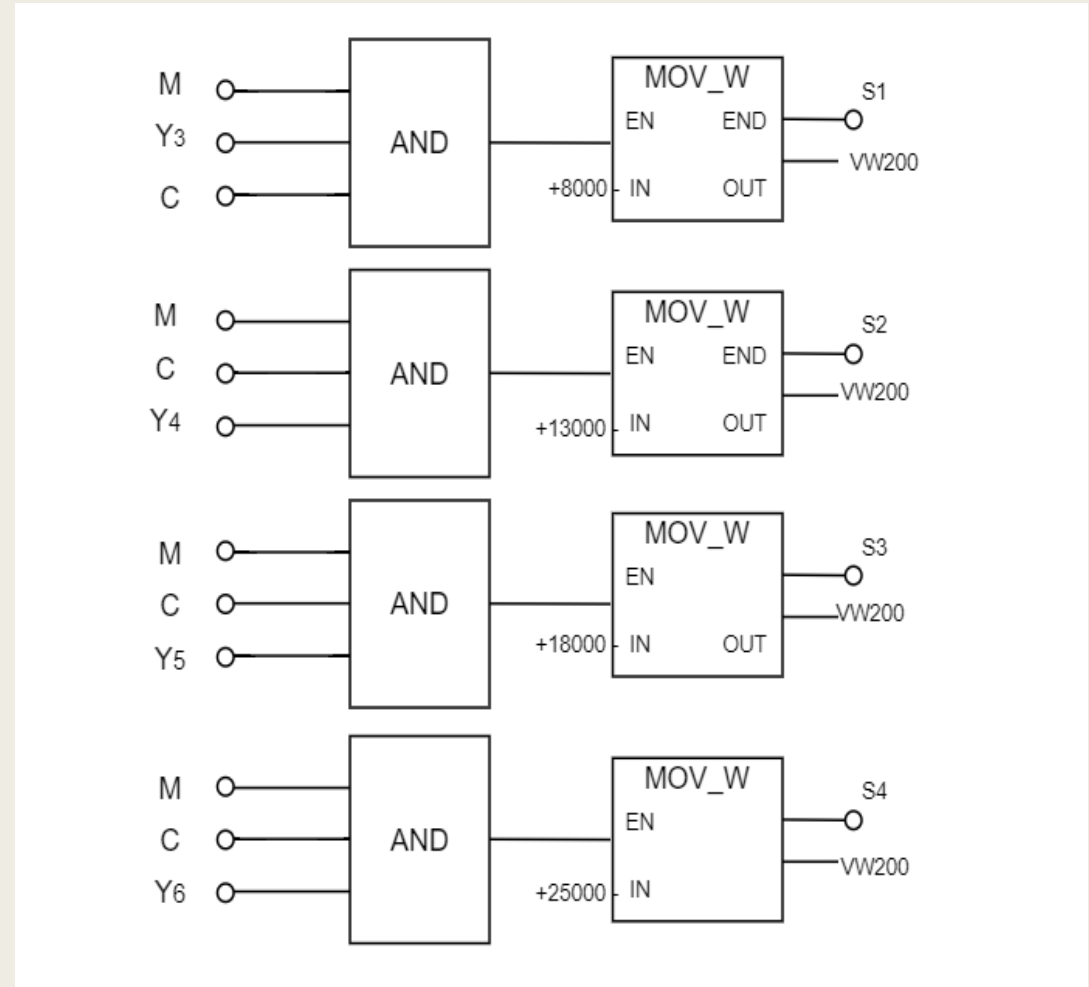 M
Y3
C
AND
MOV_W
EN END
+8000 IN OUT
S1
VW200
M
C
Y4
AND
MOV_W
EN END
+13000 IN OUT
S2
VW200
M
C
Y5
AND
MOV_W
EN
+18000 IN OUT
S3
VW200
M
C
Y6
AND
MOV_W
EN
+25000 IN
S4
VW200